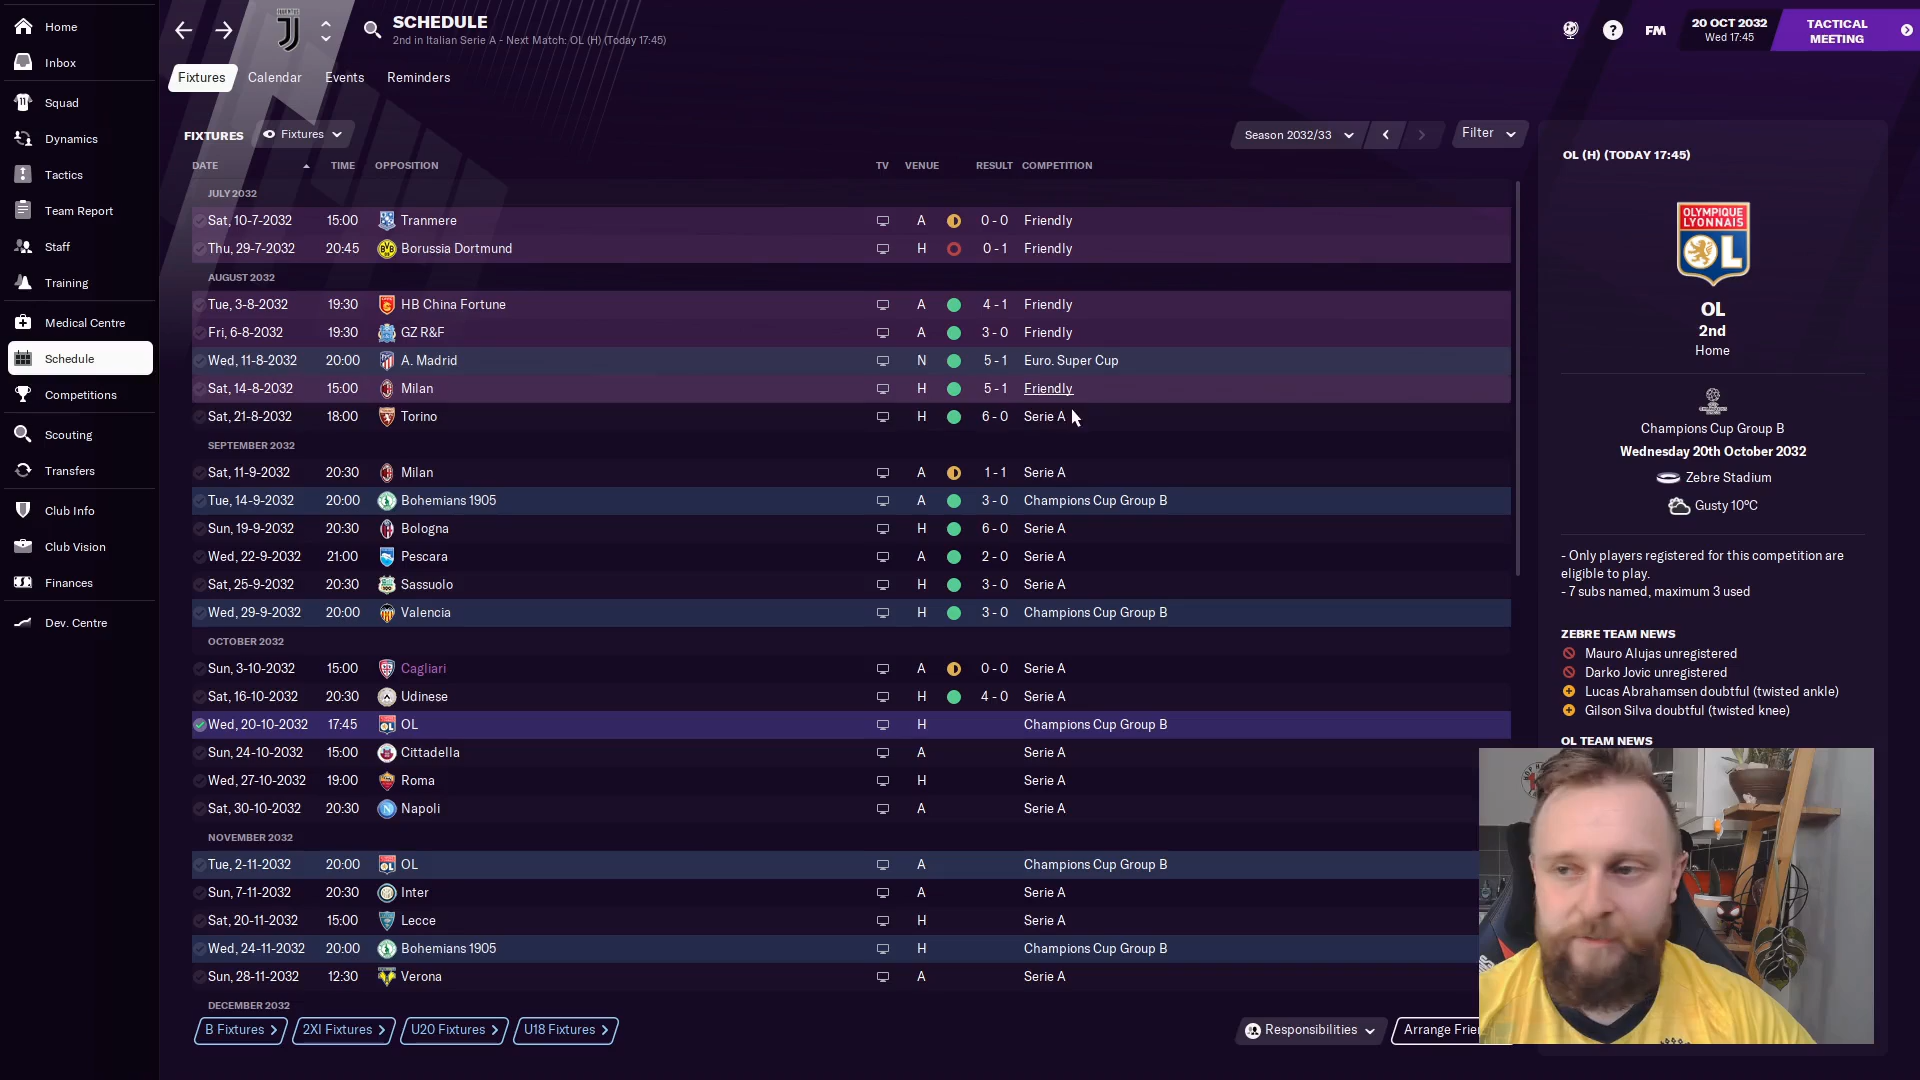 Home
Inbox
Squad
Dynamics
Tactics
Team Report
Staff
Training
Medical Centre
Schedule
Competitions
Scouting
Transfers
Club Info
Club Vision
Finances
Dev. Centre
SCHEDULE
2nd in Italian Serie A - Next Match: OL (H) (Today 17:45)
FM
20 OCT 2032
Wed 17:45
TACTICAL
MEETING
Fixtures Calendar Events Reminders
FIXTURES Fixtures Season 2032/33 Filter
DATE TIME OPPOSITION TV VENUE RESULT COMPETITION
JULY 2032
Sat, 10-7-2032 15:00 Tranmere A 0 - 0 Friendly
Thu, 29-7-2032 20:45 Borussia Dortmund H 0 - 1 Friendly
AUGUST 2032
Tue, 3-8-2032 19:30 HB China Fortune A 4 - 1 Friendly
Fri, 6-8-2032 19:30 GZ R&F A 3 - 0 Friendly
Wed, 11-8-2032 20:00 A. Madrid N 5 - 1 Euro. Super Cup
Sat, 14-8-2032 15:00 Milan H 5 - 1 Friendly
Sat, 21-8-2032 18:00 Torino H 6 - 0 Serie A
SEPTEMBER 2032
Sat, 11-9-2032 20:30 Milan A 1 - 1 Serie A
Tue, 14-9-2032 20:00 Bohemians 1905 A 3 - 0 Champions Cup Group B
Sun, 19-9-2032 20:30 Bologna H 6 - 0 Serie A
Wed, 22-9-2032 21:00 Pescara A 2 - 0 Serie A
Sat, 25-9-2032 20:30 Sassuolo H 3 - 0 Serie A
Wed, 29-9-2032 20:00 Valencia H 3 - 0 Champions Cup Group B
OCTOBER 2032
Sun, 3-10-2032 15:00 Cagliari A 0 - 0 Serie A
Sat, 16-10-2032 20:30 Udinese H 4 - 0 Serie A
Wed, 20-10-2032 17:45 OL H Champions Cup Group B
Sun, 24-10-2032 15:00 Cittadella A Serie A
Wed, 27-10-2032 19:00 Roma H Serie A
Sat, 30-10-2032 20:30 Napoli A Serie A
NOVEMBER 2032
Tue, 2-11-2032 20:00 OL A Champions Cup Group B
Sun, 7-11-2032 20:30 Inter A Serie A
Sat, 20-11-2032 15:00 Lecce H Serie A
Wed, 24-11-2032 20:00 Bohemians 1905 H Champions Cup Group B
Sun, 28-11-2032 12:30 Verona A Serie A
DECEMBER 2032
B Fixtures 2XI Fixtures U20 Fixtures U18 Fixtures Responsibilities Arrange Frien
OL (H) (TODAY 17:45)
OLYMPIQUE
LYONNAIS
OL
OL
2nd
Home
Champions Cup Group B
Wednesday 20th October 2032
Zebre Stadium
Gusty 10°C
- Only players registered for this competition are
eligible to play.
- 7 subs named, maximum 3 used
ZEBRE TEAM NEWS
Mauro Alujas unregistered
Darko Jovic unregistered
Lucas Abrahamsen doubtful (twisted ankle)
Gilson Silva doubtful (twisted knee)
OL TEAM NEWS